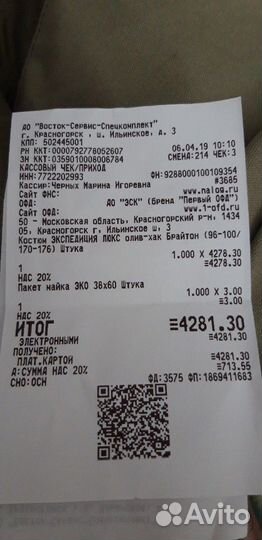 АО "Восток-Сервис-Спецкомплект"
г. Красногорск , ш. Ильинское, д. 3
КПП: 502445001
РН ККТ:0000792778052607 06.04.19 10:10
ЗН ККТ:0359010008006784 СМЕНА:214 ЧЕК:3
КАССОВЫЙ ЧЕК/ПРИХОД
ИНН:7722202993 ФН:9288000100109354
Кассир:Черных Марина Игоревна #3685
Сайт ФНС: www.nalog.ru
ОФД: АО "ЭСК" (бренд "Первый ОФД")
Сайт ОФД: www.1-ofd.ru
50 - Московская область, Красногорский р-н, 1434
05, Красногорск г, Ильинское ш, 3
Костюм ЭКСПЕДИЦИЯ ЛЮКС олив-хак Брайтон (96-100/
170-176) Штука
1.000 X 4278.30
1 ≡4278.30
НДС 20%
Пакет майка ЭКО 38х60 Штука
1.000 X 3.00
1 ≡3.00
НДС 20%
ИТОГ ≡4281.30
ЭЛЕКТРОННЫМИ ≡4281.30
ПОЛУЧЕНО:
ПЛАТ.КАРТОЙ ≡4281.30
А:СУММА НДС 20% ≡713.55
СНО:ОСН ФД:3575 ФП:1869411683
Avito